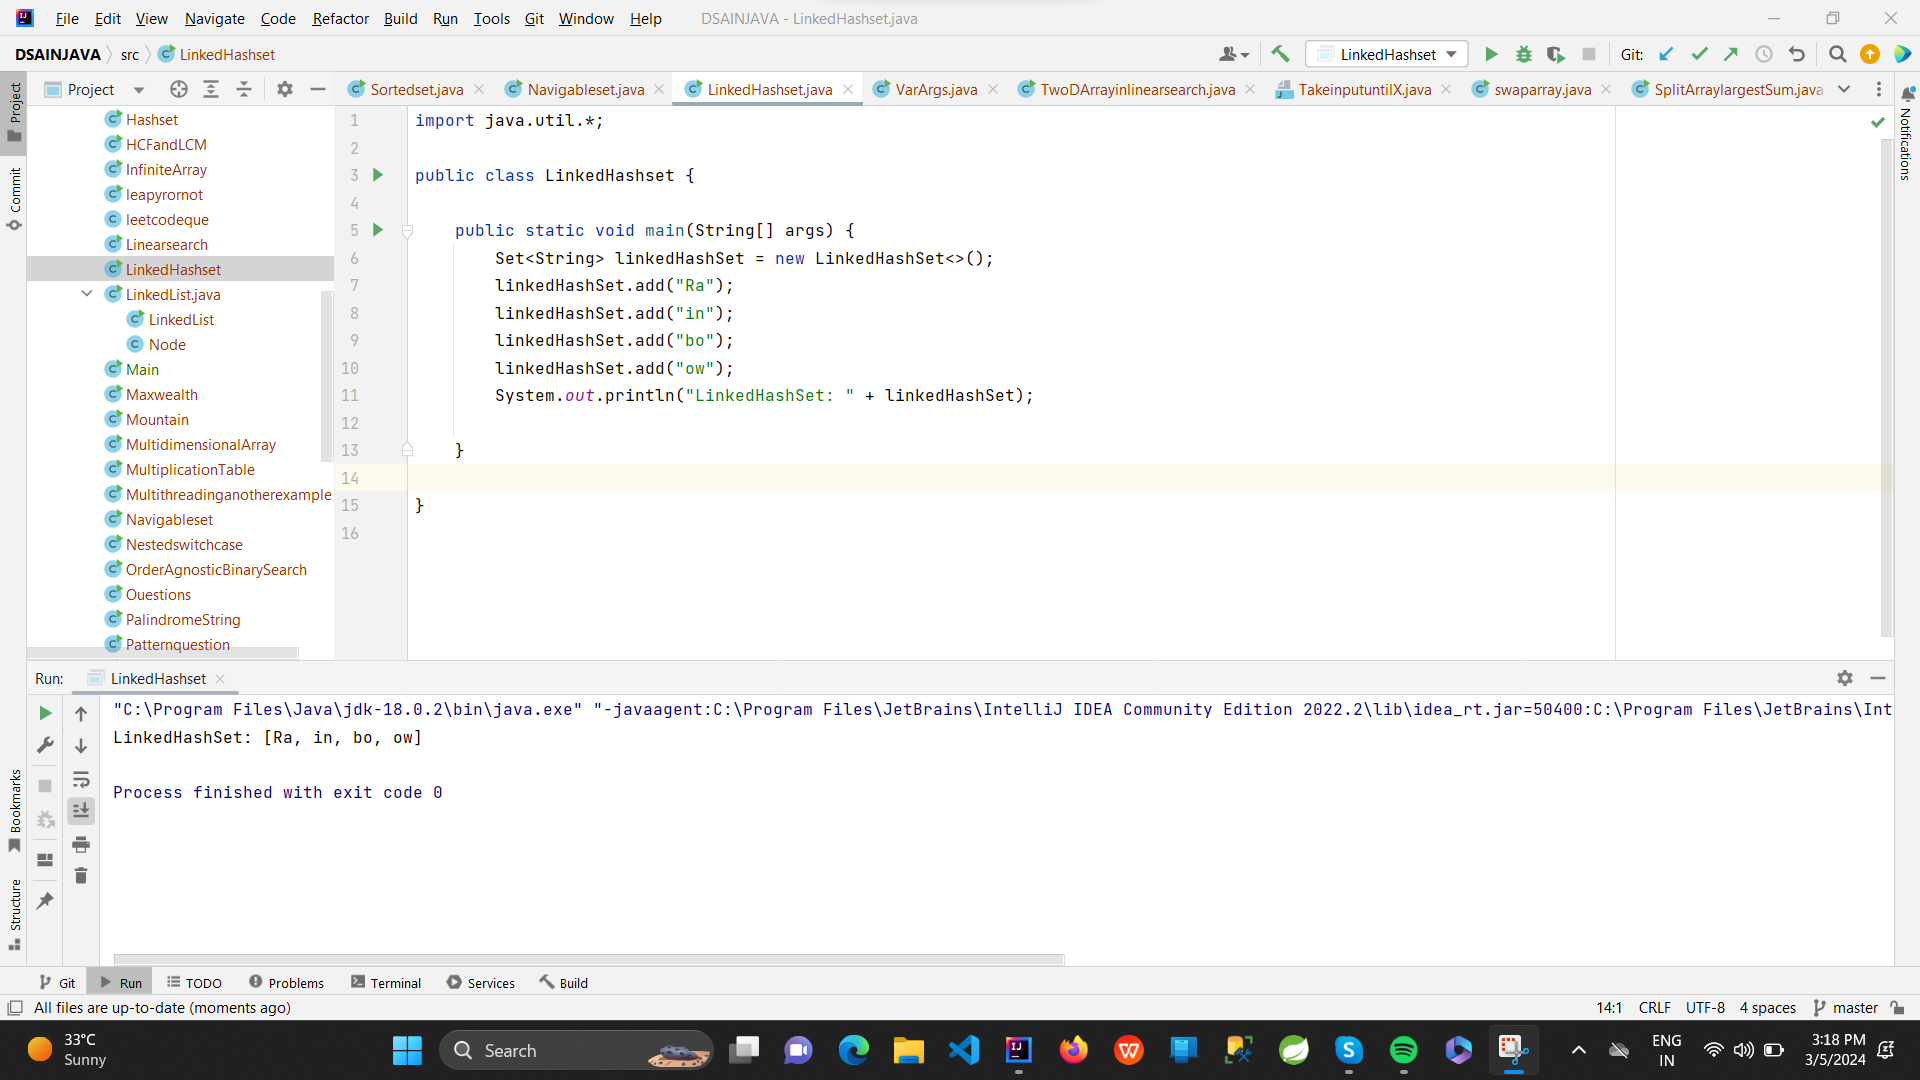 File Edit View Navigate Code Refactor Build Run Tools Git Window Help DSAINJAVA - LinkedHashset.java
DSAINJAVA src LinkedHashset LinkedHashset Git:
Project
Sortedset.java Navigableset.java LinkedHashset.java VarArgs.java TwoDArrayinlinearsearch.java TakeinputuntilX.java swaparray.java SplitArraylargestSum.java
Project
Commit
Bookmarks
Structure
Notifications
Hashset
HCFandLCM
InfiniteArray
leapyrornot
leetcodeque
Linearsearch
LinkedHashset
LinkedList.java
LinkedList
Node
Main
Maxwealth
Mountain
MultidimensionalArray
MultiplicationTable
Multithreadinganotherexample
Navigableset
Nestedswitchcase
OrderAgnosticBinarySearch
Ouestions
PalindromeString
Patternquestion
1 import java.util.*;
2
3 public class LinkedHashset {
4
5 public static void main(String[] args) {
6 Set<String> linkedHashSet = new LinkedHashSet<>();
7 linkedHashSet.add("Ra");
8 linkedHashSet.add("in");
9 linkedHashSet.add("bo");
10 linkedHashSet.add("ow");
11 System.out.println("LinkedHashSet: " + linkedHashSet);
12
13 }
14
15 }
16
Run: LinkedHashset
"C:\Program Files\Java\jdk-18.0.2\bin\java.exe" "-javaagent:C:\Program Files\JetBrains\IntelliJ IDEA Community Edition 2022.2\lib\idea_rt.jar=50400:C:\Program Files\JetBrains\Int
LinkedHashSet: [Ra, in, bo, ow]
Process finished with exit code 0
Git Run TODO Problems Terminal Services Build
All files are up-to-date (moments ago) 14:1 CRLF UTF-8 4 spaces master
33°C
Sunny
Search
ENG
IN
3:18 PM
3/5/2024